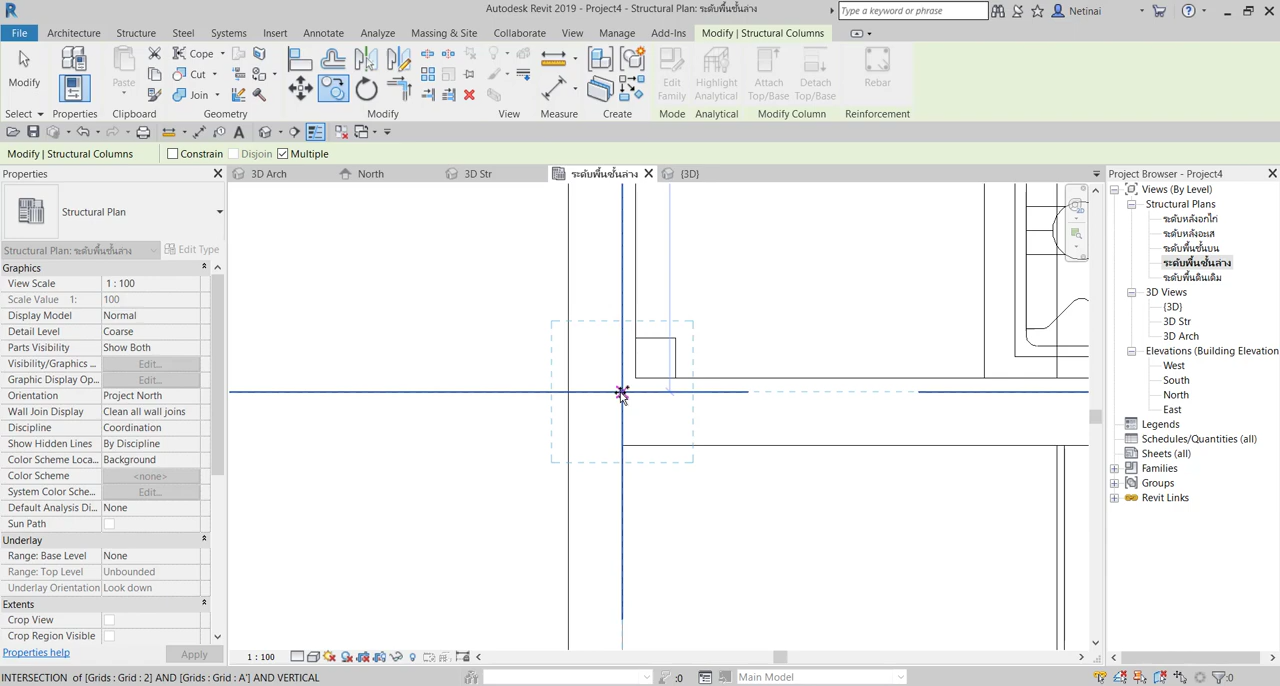 Autodesk Revit 2019 - Project4 - Structural Plan: ระดับพื้นชั้นล่าง
Type a keyword or phrase
Netinai
File Architecture Structure Steel Systems Insert Annotate Analyze Massing & Site Collaborate View Manage Add-Ins Modify | Structural Columns
Modify
Paste
Cope
Cut
Join
Edit Family
Highlight Analytical
Attach Top/Base
Detach Top/Base
Rebar
Select Properties Clipboard Geometry Modify View Measure Create Mode Analytical Modify Column Reinforcement
Modify | Structural Columns Constrain Disjoin Multiple
Properties
3D Arch North 3D Str ระดับพื้นชั้นล่าง {3D}
Structural Plan
Structural Plan: ระดับพื้นชั้นล่าง Edit Type
Graphics
View Scale 1 : 100
Scale Value 1: 100
Display Model Normal
Detail Level Coarse
Parts Visibility Show Both
Visibility/Graphics ... Edit...
Graphic Display Op... Edit...
Orientation Project North
Wall Join Display Clean all wall joins
Discipline Coordination
Show Hidden Lines By Discipline
Color Scheme Loca... Background
Color Scheme <none>
System Color Sche... Edit...
Default Analysis Di... None
Sun Path
Underlay
Range: Base Level None
Range: Top Level Unbounded
Underlay Orientation Look down
Extents
Crop View
Crop Region Visible
Properties help Apply
Project Browser - Project4
Views (By Level)
Structural Plans
ระดับหลังอกไก่
ระดับหลังอะเส
ระดับพื้นชั้นบน
ระดับพื้นชั้นล่าง
ระดับพื้นดินเดิม
3D Views
{3D}
3D Str
3D Arch
Elevations (Building Elevation
West
South
North
East
Legends
Schedules/Quantities (all)
Sheets (all)
Families
Groups
Revit Links
1 : 100
INTERSECTION of [Grids : Grid : 2] AND [Grids : Grid : A'] AND VERTICAL
:0
Main Model
:0